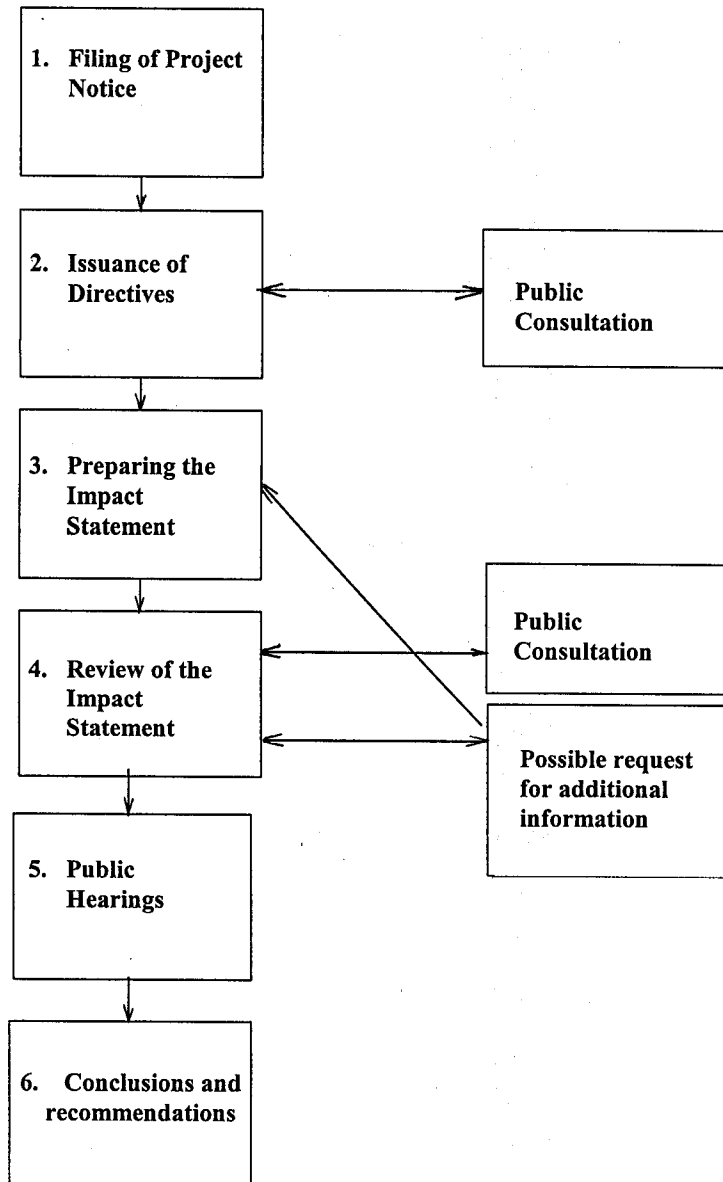 1. Filing of Project
Notice
2. Issuance of
Directives
Public
Consultation
3. Preparing the
Impact
Statement
Public
Consultation
4. Review of the
Impact
Statement
Possible request
for additional
information
5. Public
Hearings
6. Conclusions and
recommendations